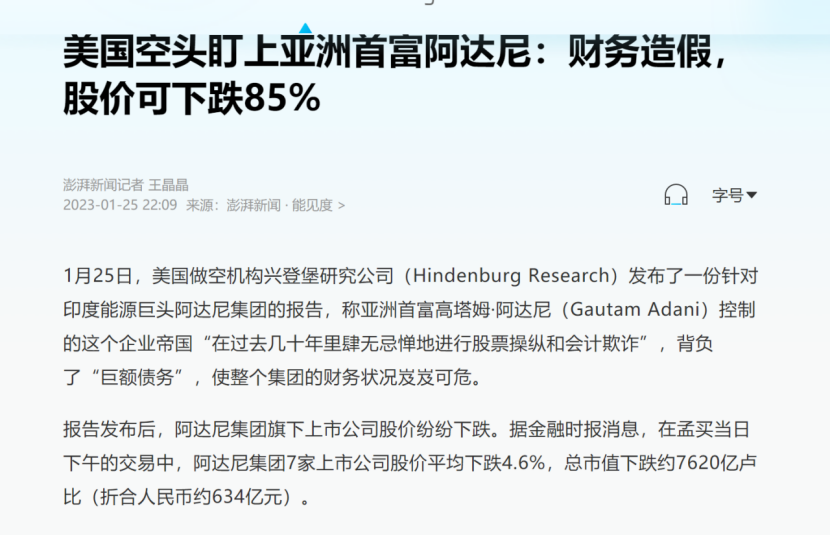 美国空头盯上亚洲首富阿达尼：财务造假，
股价可下跌85%
澎湃新闻记者 王晶晶
2023-01-25 22:09 来源：澎湃新闻 · 能见度 >
字号
1月25日，美国做空机构兴登堡研究公司（Hindenburg Research）发布了一份针对
印度能源巨头阿达尼集团的报告，称亚洲首富高塔姆·阿达尼（Gautam Adani）控制
的这个企业帝国“在过去几十年里肆无忌惮地进行股票操纵和会计欺诈”，背负
了“巨额债务”，使整个集团的财务状况岌岌可危。
报告发布后，阿达尼集团旗下上市公司股价纷纷下跌。据金融时报消息，在孟买当日
下午的交易中，阿达尼集团7家上市公司股价平均下跌4.6%，总市值下跌约7620亿卢
比（折合人民币约634亿元）。